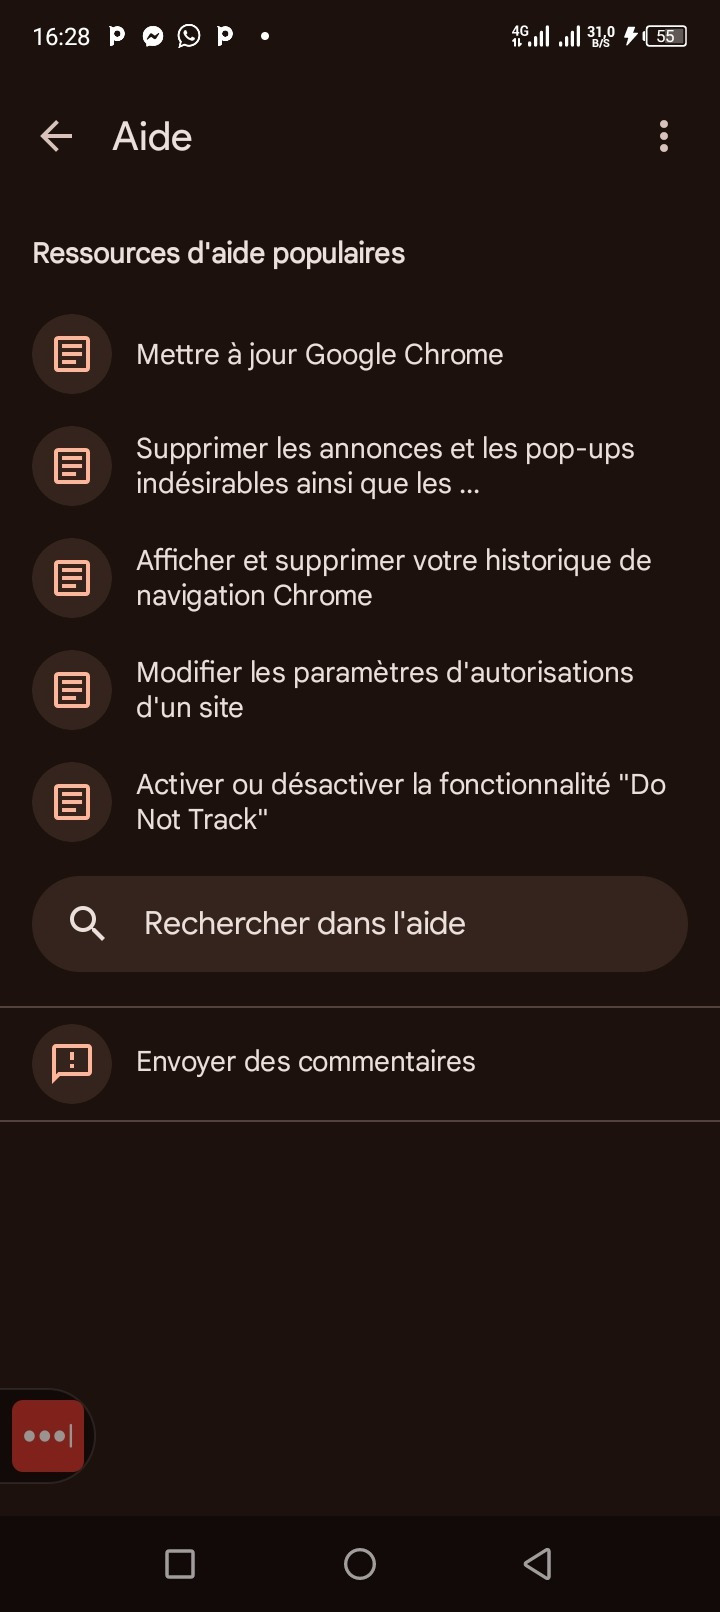 16:28
4G 31,0 B/S 55
Aide
Ressources d'aide populaires
Mettre à jour Google Chrome
Supprimer les annonces et les pop-ups
indésirables ainsi que les ...
Afficher et supprimer votre historique de
navigation Chrome
Modifier les paramètres d'autorisations
d'un site
Activer ou désactiver la fonctionnalité "Do
Not Track"
Rechercher dans l'aide
Envoyer des commentaires